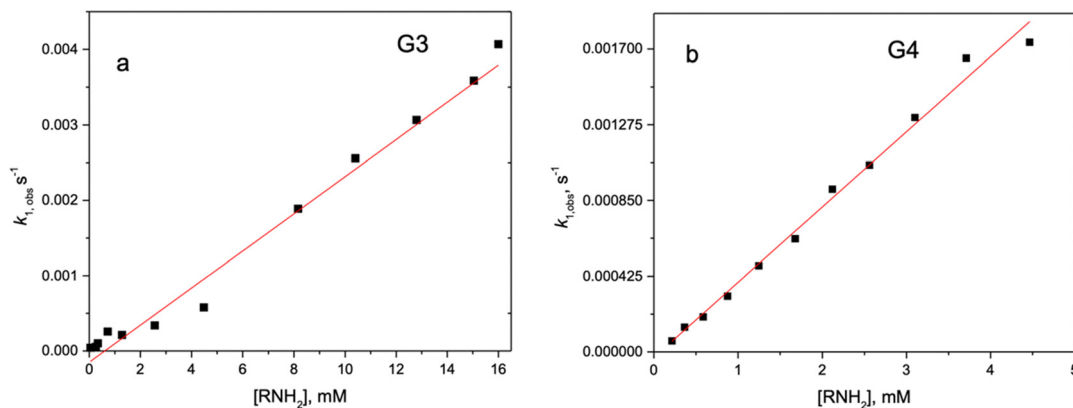 a
G3
0.004
0.003
0.002
0.001
0.000
k1, obs s-1
0 2 4 6 8 10 12 14 16
[RNH2], mM
b
G4
0.001700
0.001275
0.000850
0.000425
0.000000
k1,obs, s-1
0 1 2 3 4 5
[RNH2], mM